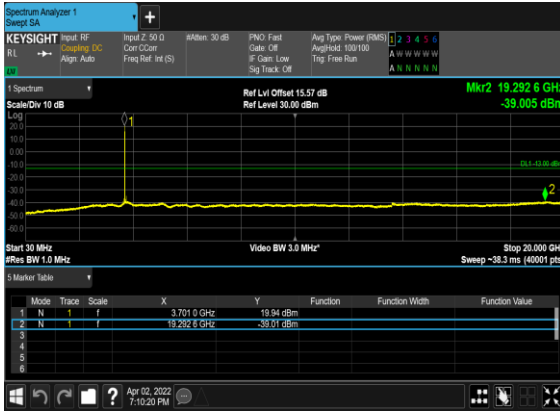 Spectrum Analyzer 1
Swept SA
+
KEYSIGHT Input: RF Input Z: 50 Ω #Atten: 30 dB PNO: Fast Avg Type: Power (RMS) 1 2 3 4 5 6
RL Coupling: DC Corr CCorr Gate: Off Avg|Hold: 100/100 A W W W W W
Align: Auto Freq Ref: Int (S) IF Gain: Low Trig: Free Run
Sig Track: Off A N N N N N
1 Spectrum Ref Lvl Offset 15.57 dB Mkr2 19.292 6 GHz
Scale/Div 10 dB Ref Level 30.00 dBm -39.005 dBm
Log
20.0
10.0
0.00
-10.0
DL1 -13.00 dBm
-20.0
-30.0
-40.0
-50.0
-60.0
1
2
Start 30 MHz Video BW 3.0 MHz* Stop 20.000 GHz
#Res BW 1.0 MHz Sweep ~38.3 ms (40001 pts)
5 Marker Table
Mode Trace Scale X Y Function Function Width Function Value
1 N 1 f 3.701 0 GHz 19.94 dBm
2 N 1 f 19.292 6 GHz -39.01 dBm
3
4
5
6
? Apr 02, 2022
7:10:20 PM